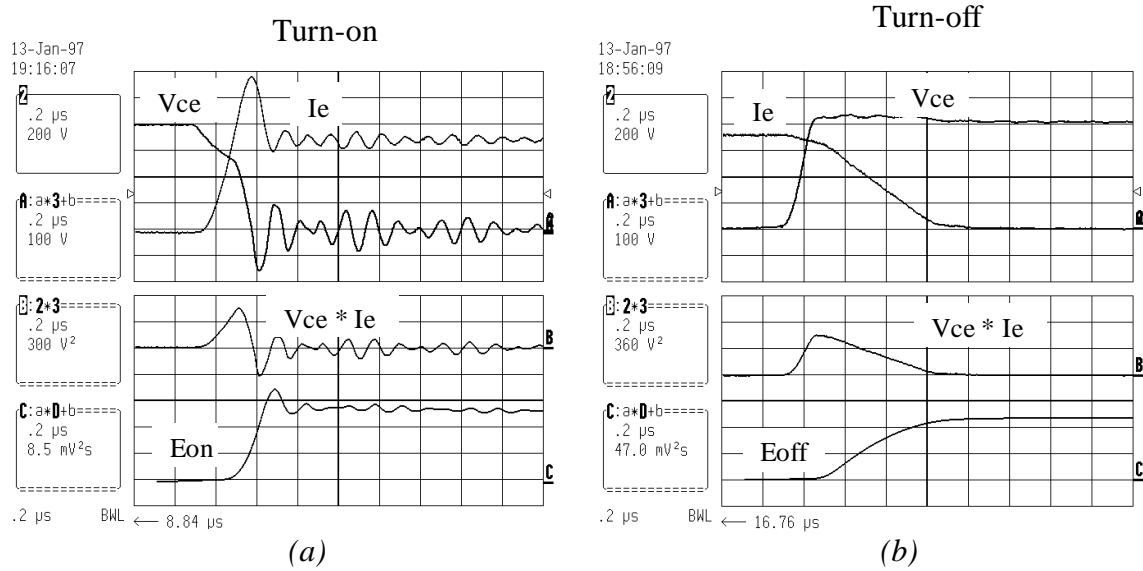 Turn-on
13-Jan-97
19:16:07
2
.2 µs
200 V
A:a*3+b
.2 µs
100 V
B:2*3
.2 µs
300 V²
C:a*D+b
.2 µs
8.5 mV²s
.2 µs BWL
Vce
Ie
Vce * Ie
B
Eon
C
← 8.84 µs
(a)
Turn-off
13-Jan-97
18:56:09
2
.2 µs
200 V
A:a*3+b
.2 µs
100 V
B:2*3
.2 µs
360 V²
C:a*D+b
.2 µs
47.0 mV²s
.2 µs BWL
Ie
Vce
Vce * Ie
B
Eoff
C
← 16.76 µs
(b)